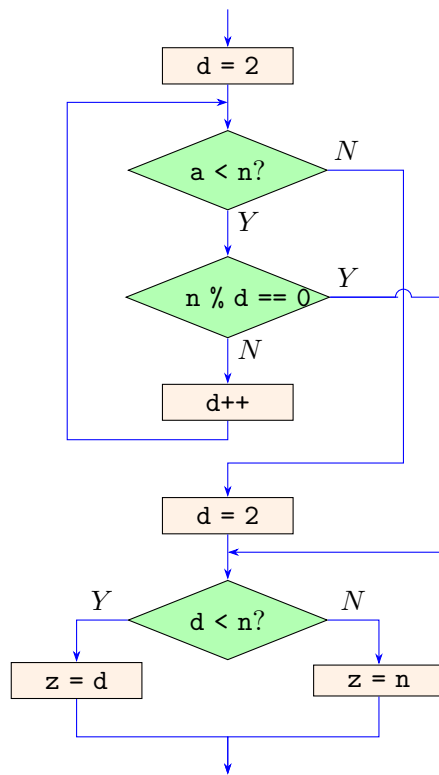 d = 2
a < n?
N
Y
n % d == 0
Y
N
d++
d = 2
d < n?
Y
N
z = d
z = n